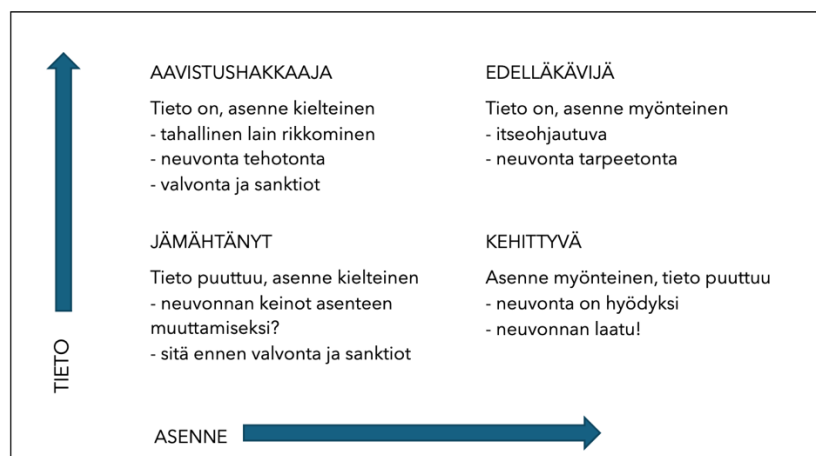 AAVISTUSHAKKAAJA
Tieto on, asenne kielteinen
- tahallinen lain rikkominen
- neuvonta tehotonta
- valvonta ja sanktiot
EDELLÄKÄVIJÄ
Tieto on, asenne myönteinen
- itseohjautuva
- neuvonta tarpeetonta
JÄMÄHTÄNYT
Tieto puuttuu, asenne kielteinen
- neuvonnan keinot asenteen
muuttamiseksi?
- sitä ennen valvonta ja sanktiot
KEHITTYVÄ
Asenne myönteinen, tieto puuttuu
- neuvonta on hyödyksi
- neuvonnan laatu!
TIETO
ASENNE